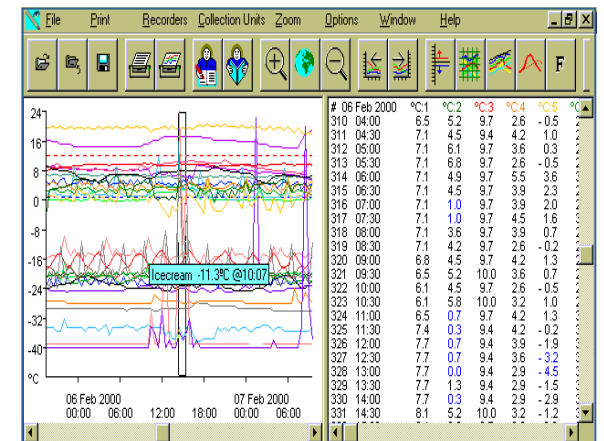 File Print Recorders Collection Units Zoom Options Window Help
F
24
16
8
0
-8
-16
-24
-32
-40
°C
Icecream -11.3ºC @10:07
06 Feb 2000 07 Feb 2000
00:00 06:00 12:00 18:00 00:00 06:00
# 06 Feb 2000 °C:1 °C:2 °C:3 °C:4 °C:5 °C
310 04:00 6.5 5.2 9.7 2.6 -0.5
311 04:30 7.1 4.5 9.4 4.2 1.0
312 05:00 7.1 6.1 9.7 3.6 0.3
313 05:30 7.1 6.8 9.7 2.6 -0.5
314 06:00 7.1 4.9 9.7 5.5 3.6
315 06:30 7.1 4.5 9.7 3.9 2.3
316 07:00 7.1 1.0 9.7 3.9 2.0
317 07:30 7.1 1.0 9.7 4.5 1.6
318 08:00 7.1 3.6 9.7 3.9 0.7
319 08:30 7.1 4.2 9.7 2.6 -0.2
320 09:00 6.8 4.5 9.7 4.2 1.3
321 09:30 6.5 5.2 10.0 3.6 0.7
322 10:00 6.1 4.5 9.7 2.6 -0.5
323 10:30 6.1 5.8 10.0 3.2 1.0
324 11:00 6.5 0.7 9.7 4.2 1.3
325 11:30 7.4 0.3 9.4 4.2 -0.2
326 12:00 7.7 0.7 9.4 3.9 -1.9
327 12:30 7.7 0.7 9.4 3.6 -3.2
328 13:00 7.7 0.0 9.4 2.9 -4.5
329 13:30 7.7 1.3 9.4 2.9 -1.5
330 14:00 7.7 0.3 9.4 2.9 -2.9
331 14:30 8.1 5.2 10.0 3.2 -1.2